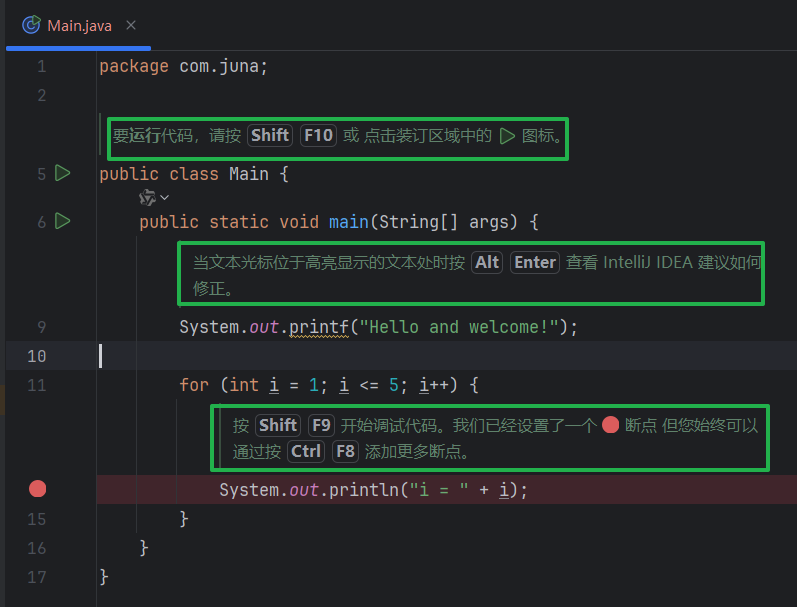 Main.java
1 package com.juna;
2
要运行代码，请按 Shift F10 或 点击装订区域中的 图标。
5 public class Main {
6 public static void main(String[] args) {
当文本光标位于高亮显示的文本处时按 Alt Enter 查看 IntelliJ IDEA 建议如何
修正。
9 System.out.printf("Hello and welcome!");
10
11 for (int i = 1; i <= 5; i++) {
按 Shift F9 开始调试代码。我们已经设置了一个 断点 但您始终可以
通过按 Ctrl F8 添加更多断点。
System.out.println("i = " + i);
15 }
16 }
17 }